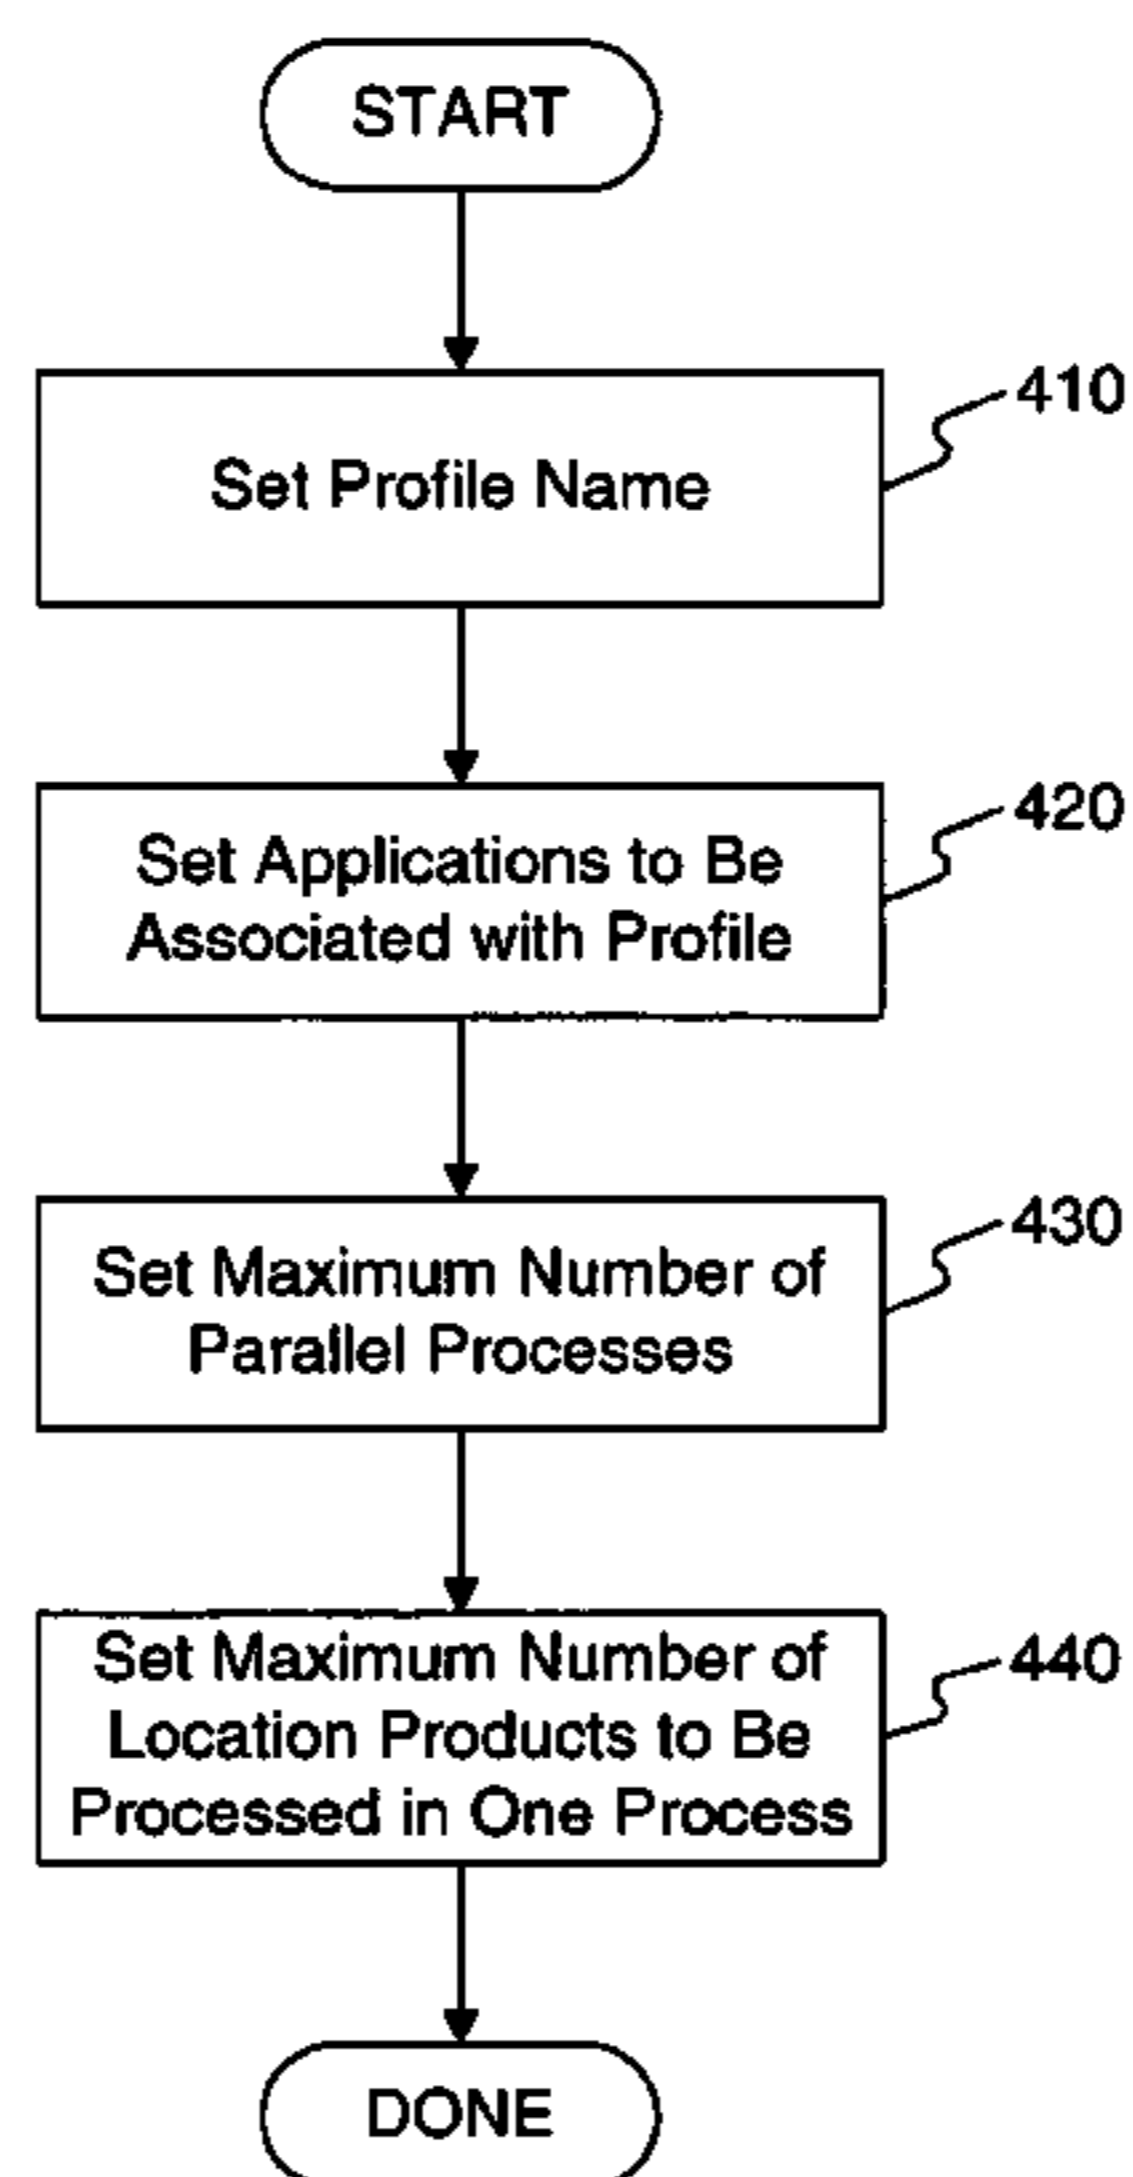 START
410
Set Profile Name
420
Set Applications to Be
Associated with Profile
430
Set Maximum Number of
Parallel Processes
440
Set Maximum Number of
Location Products to Be
Processed in One Process
DONE